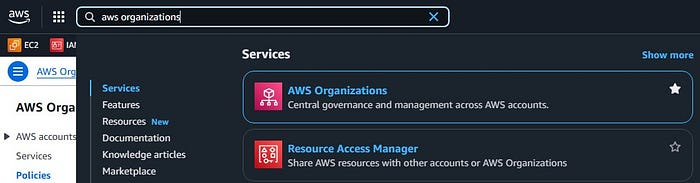 aws
aws organizations
EC2
IAM
AWS Org
AWS Orga
AWS accounts
Services
Policies
Services
Features
Resources New
Documentation
Knowledge articles
Marketplace
Services
Show more
AWS Organizations
Central governance and management across AWS accounts.
Resource Access Manager
Share AWS resources with other accounts or AWS Organizations